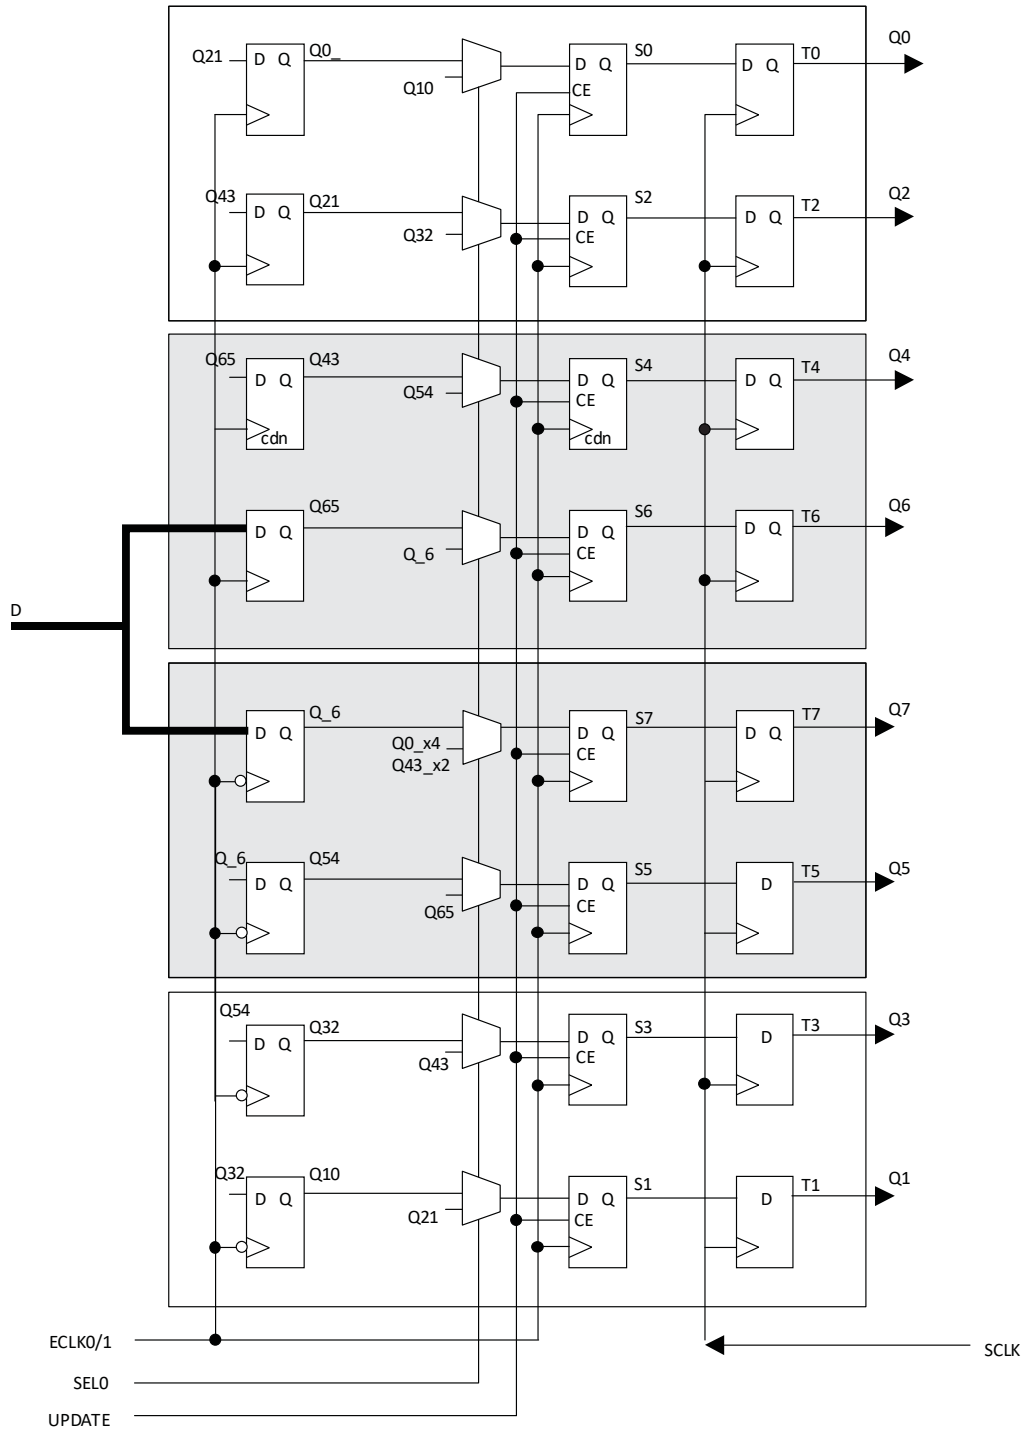 Q21 D Q Q0_ Q10 D Q CE S0 D Q T0 Q0
Q43 D Q Q21 Q32 D Q CE S2 D Q T2 Q2
Q65 D Q cdn Q43 Q54 D Q CE cdn S4 D Q T4 Q4
D Q Q65 Q_6 D Q CE S6 D Q T6 Q6
D
D Q Q_6 Q0_x4 Q43_x2 D Q CE S7 D Q T7 Q7
Q_6 D Q Q54 Q65 D Q CE S5 D T5 Q5
Q54 D Q Q32 Q43 D Q CE S3 D T3 Q3
Q32 D Q Q10 Q21 D Q CE S1 D T1 Q1
ECLK0/1
SCLK
SEL0
UPDATE